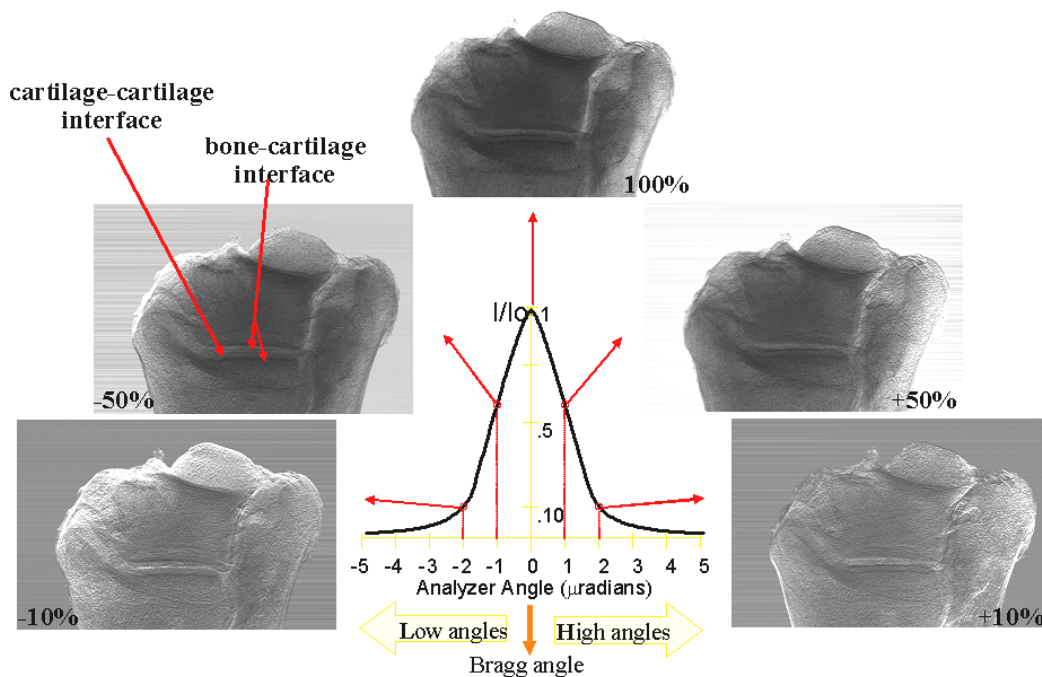 cartilage-cartilage
interface
bone-cartilage
interface
100%
-50%
+50%
-10%
+10%
I/Io 1
.5
.10
-5 -4 -3 -2 -1 0 1 2 3 4 5
Analyzer Angle (μradians)
Low angles
High angles
Bragg angle